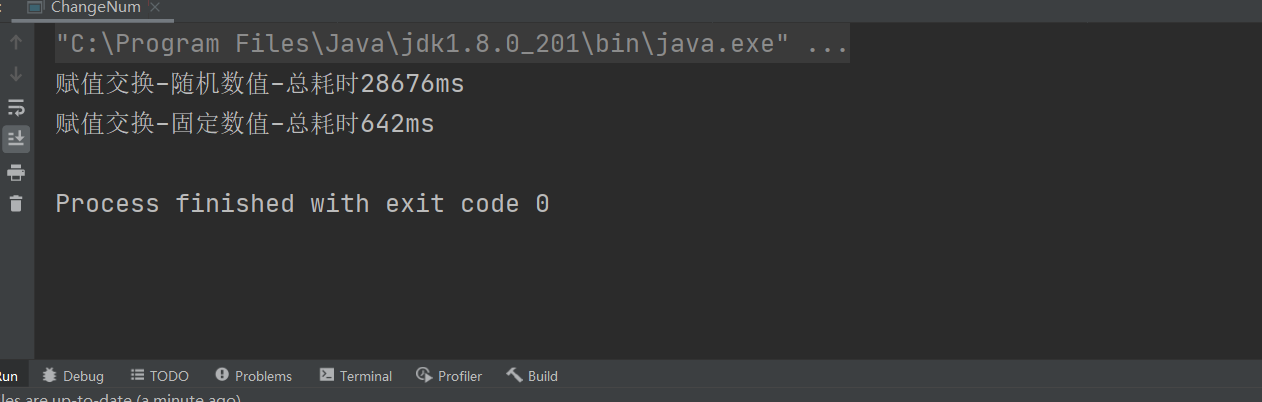 ChangeNum
"C:\Program Files\Java\jdk1.8.0_201\bin\java.exe" ...
赋值交换-随机数值-总耗时28676ms
赋值交换-固定数值-总耗时642ms
Process finished with exit code 0
un Debug TODO Problems Terminal Profiler Build
les are up-to-date (a minute ago)